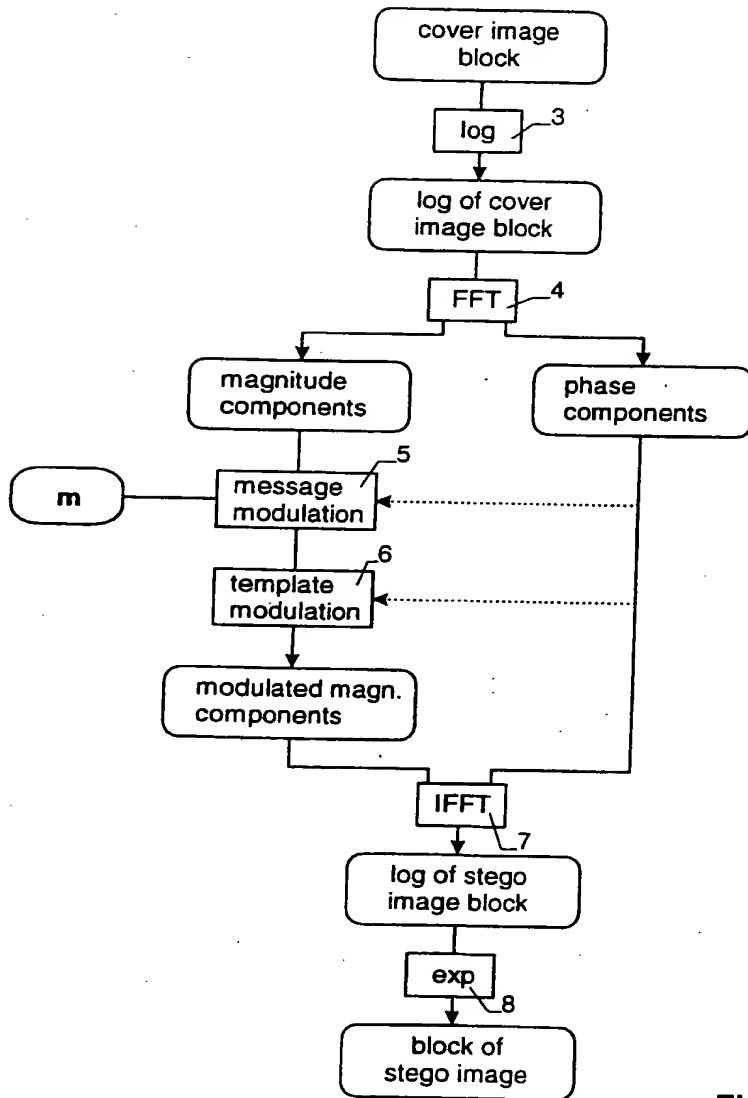 cover image
block
log
3
log of cover
image block
FFT
4
magnitude
components
phase
components
m
message
modulation
5
template
modulation
6
modulated magn.
components
IFFT
7
log of stego
image block
exp
8
block of
stego image